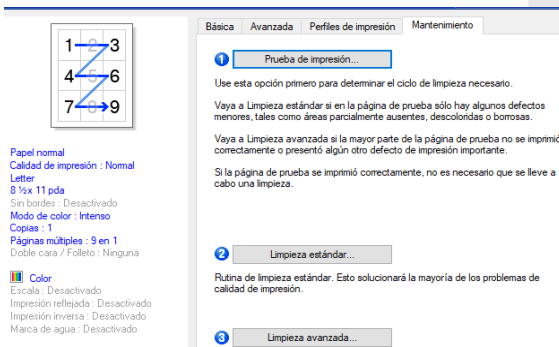 Básica Avanzada Perfiles de impresión Mantenimiento
1 2 3
4 5 6
7 8 9
Papel normal
Calidad de impresión : Normal
Letter
8 ½x 11 pda
Sin bordes : Desactivado
Modo de color : Intenso
Copias : 1
Páginas múltiples : 9 en 1
Doble cara / Folleto : Ninguna
Color
Escala : Desactivado
Impresión reflejada : Desactivado
Impresión inversa : Desactivado
Marca de agua : Desactivado
1 Prueba de impresión...
Use esta opción primero para determinar el ciclo de limpieza necesario.
Vaya a Limpieza estándar si en la página de prueba sólo hay algunos defectos
menores, tales como áreas parcialmente ausentes, descoloridas o borrosas.
Vaya a Limpieza avanzada si la mayor parte de la página de prueba no se imprimió
correctamente o presentó algún otro defecto de impresión importante.
Si la página de prueba se imprimió correctamente, no es necesario que se lleve a
cabo una limpieza.
2 Limpieza estándar...
Rutina de limpieza estándar. Esto solucionará la mayoría de los problemas de
calidad de impresión.
3 Limpieza avanzada...